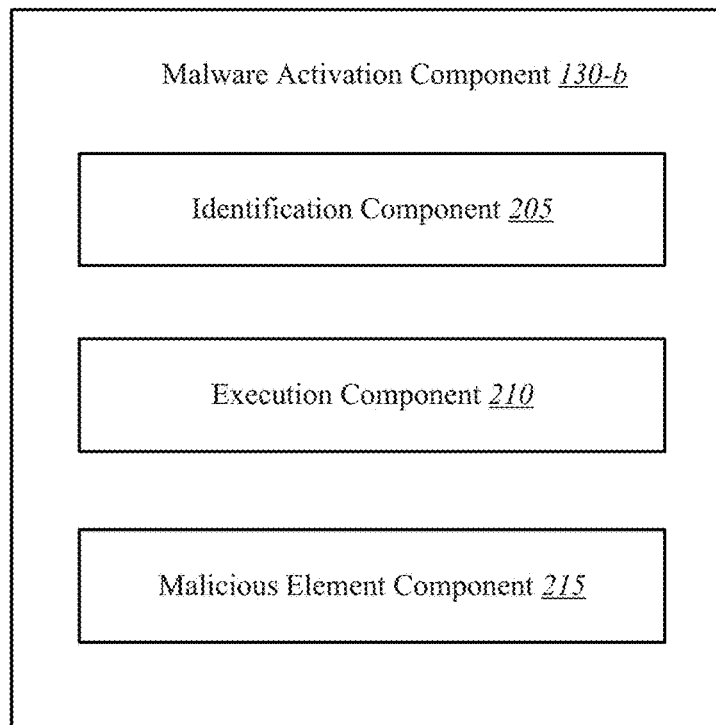 Malware Activation Component 130-b
Identification Component 205
Execution Component 210
Malicious Element Component 215